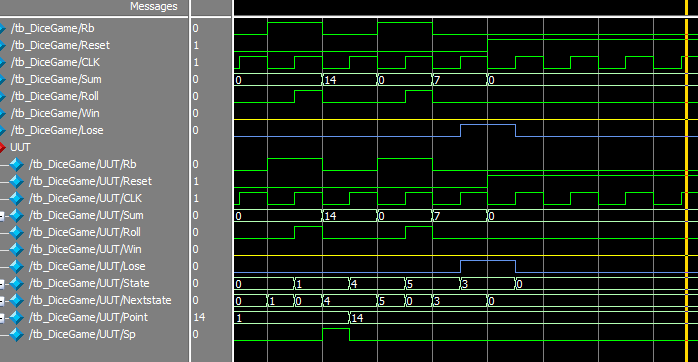 Messages
/tb_DiceGame/Rb 0
/tb_DiceGame/Reset 1
/tb_DiceGame/CLK 1
/tb_DiceGame/Sum 0 0 14 0 7 0
/tb_DiceGame/Roll 0
/tb_DiceGame/Win 0
/tb_DiceGame/Lose 0
UUT
/tb_DiceGame/UUT/Rb 0
/tb_DiceGame/UUT/Reset 1
/tb_DiceGame/UUT/CLK 1
/tb_DiceGame/UUT/Sum 0 0 14 0 7 0
/tb_DiceGame/UUT/Roll 0
/tb_DiceGame/UUT/Win 0
/tb_DiceGame/UUT/Lose 0
/tb_DiceGame/UUT/State 0 0 1 4 5 3 0
/tb_DiceGame/UUT/Nextstate 0 0 1 0 4 5 0 3 0
/tb_DiceGame/UUT/Point 14 1 14
/tb_DiceGame/UUT/Sp 0